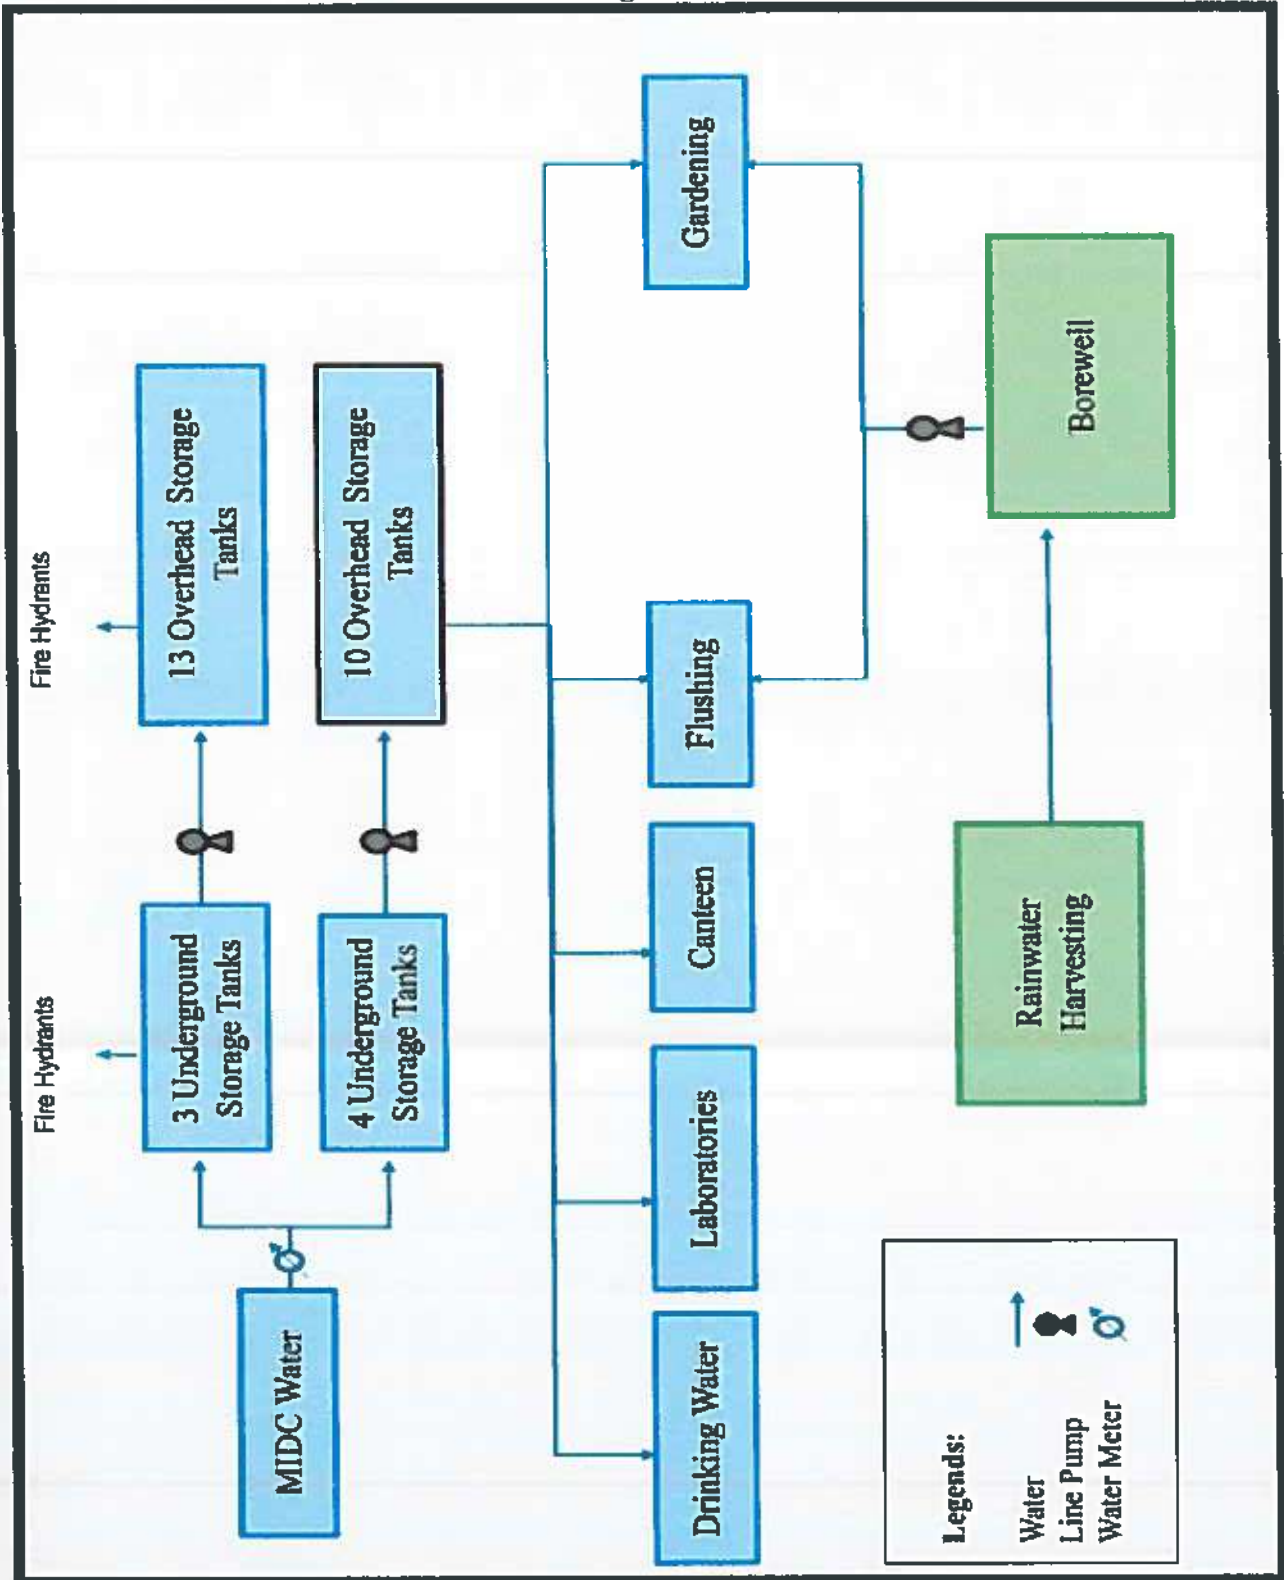 Fire Hydrants
Fire Hydrants
3 Underground
Storage Tanks
13 Overhead Storage
Tanks
MIDC Water
4 Underground
Storage Tanks
10 Overhead Storage
Tanks
Drinking Water
Laboratories
Canteen
Flushing
Gardening
Rainwater
Harvesting
Borewell
Legends:
Water
Line Pump
Water Meter